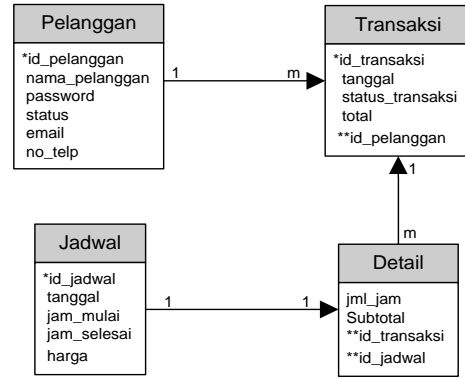 Pelanggan
*id_pelanggan
nama_pelanggan
password
status
email
no_telp
1
m
Transaksi
*id_transaksi
tanggal
status_transaksi
total
**id_pelanggan
1
m
Jadwal
*id_jadwal
tanggal
jam_mulai
jam_selesai
harga
1
1
Detail
jml_jam
Subtotal
**id_transaksi
**id_jadwal